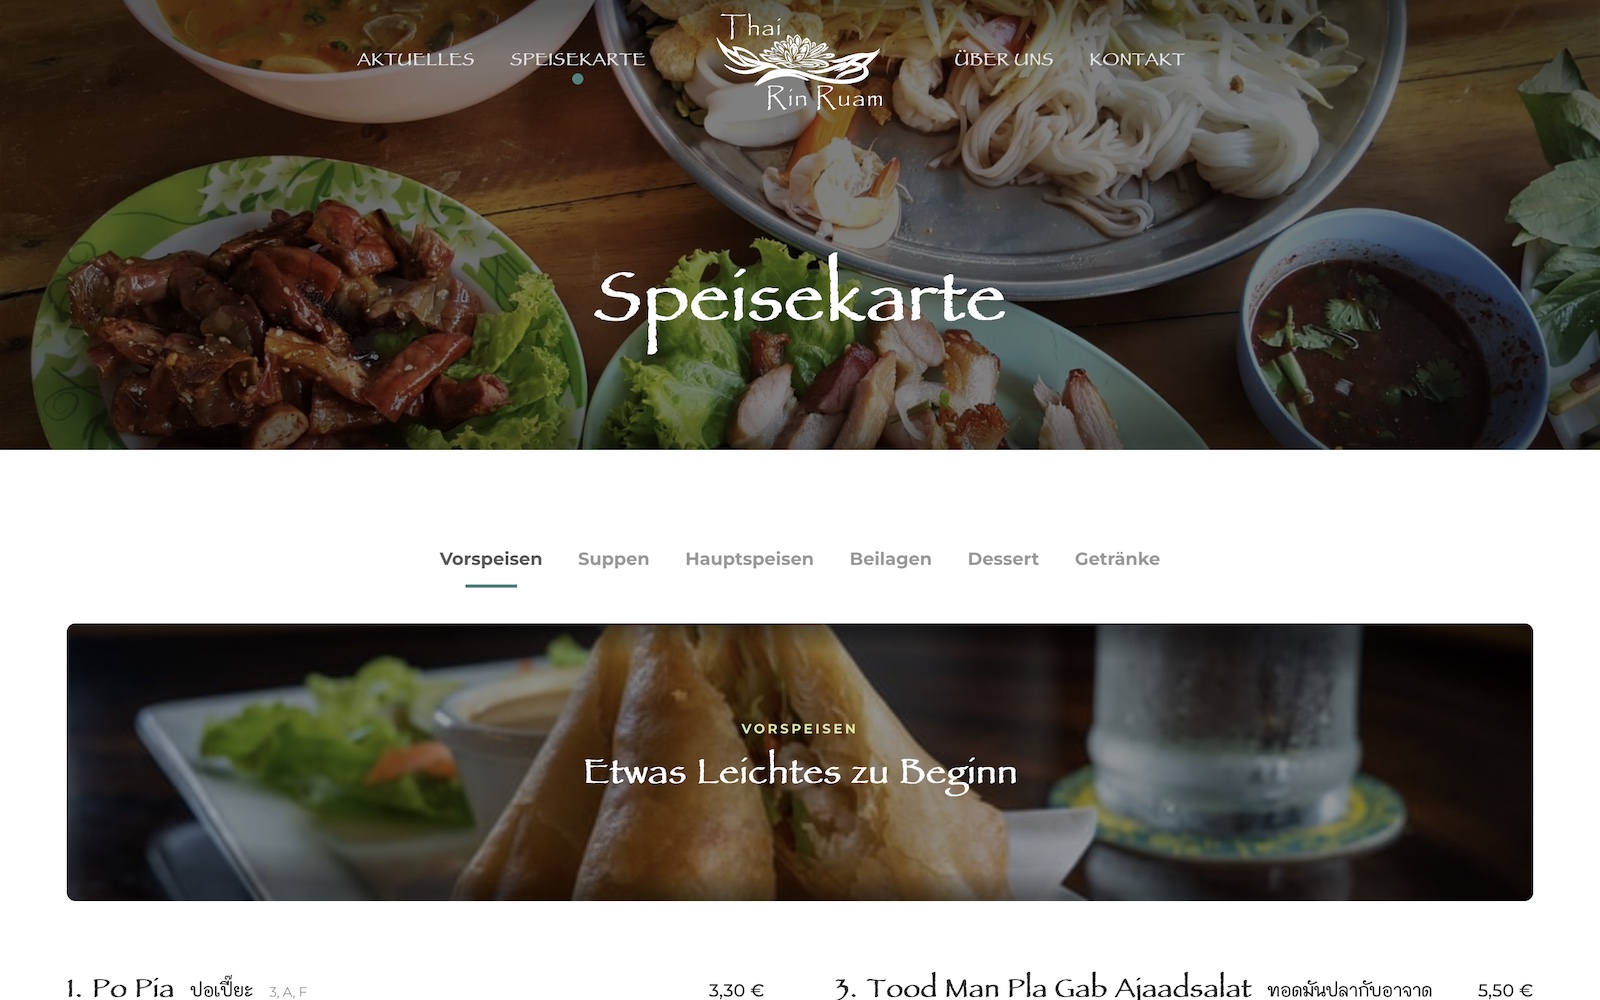 Thai
Rin Ruam
AKTUELLES SPEISEKARTE ÜBER UNS KONTAKT
Speisekarte
Vorspeisen Suppen Hauptspeisen Beilagen Dessert Getränke
VORSPEISEN
Etwas Leichtes zu Beginn
1. Po Pia ปอเปี๊ยะ 3, A, F 3,30 €
3. Tood Man Pla Gab Ajaadsalat ทอดมันปลากับอาจาด 5,50 €